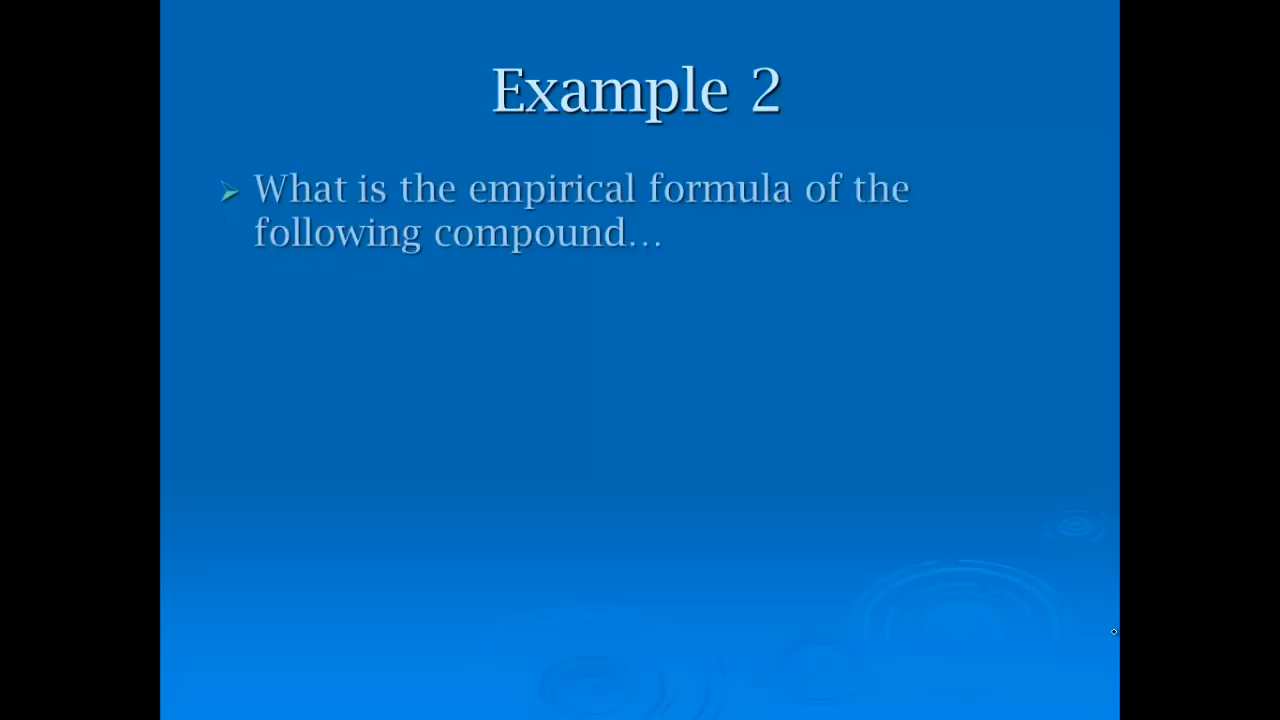 Example 2
What is the empirical formula of the
following compound…